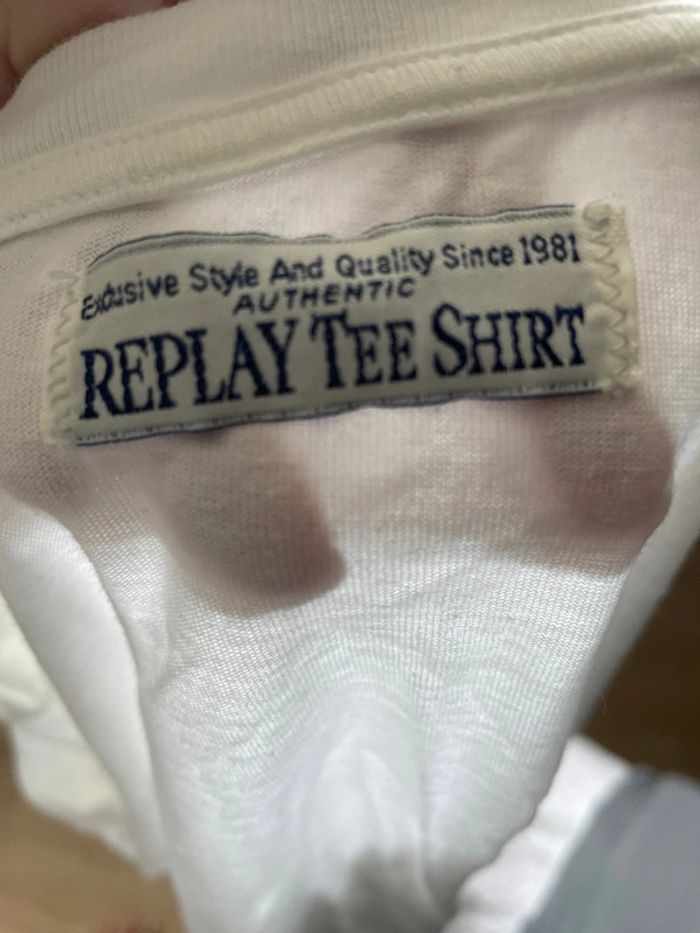 Exclusive Style And Quality Since 1981
AUTHENTIC
REPLAY TEE SHIRT